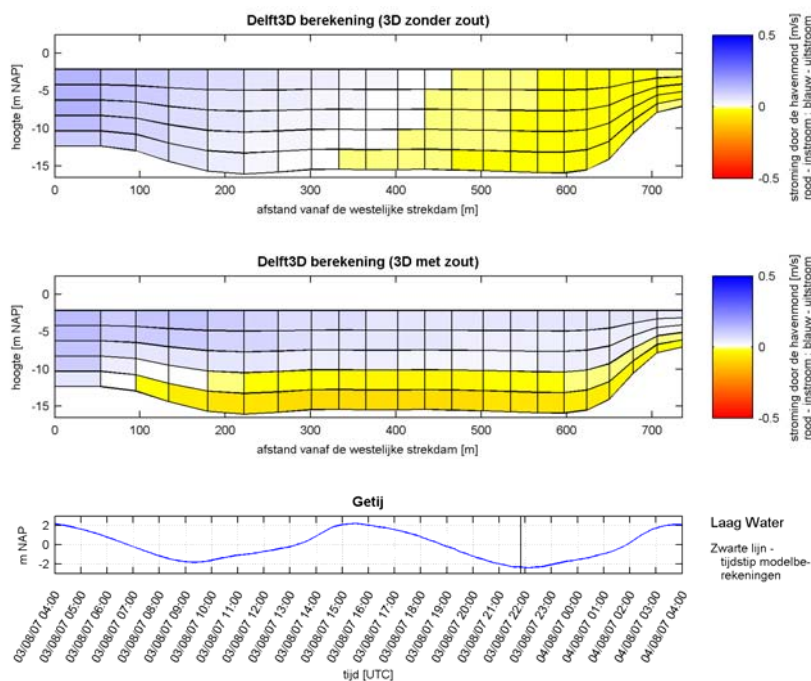 Delft3D berekening (3D zonder zout)
0
-5
-10
-15
hoogte [m NAP]
0 100 200 300 400 500 600 700
afstand vanaf de westelijke strekdam [m]
0.5
0
-0.5
stroming door de havenmond [m/s]
rood - instroom : blauw - uitstroom
Delft3D berekening (3D met zout)
0
-5
-10
-15
hoogte [m NAP]
0 100 200 300 400 500 600 700
afstand vanaf de westelijke strekdam [m]
0.5
0
-0.5
stroming door de havenmond [m/s]
rood - instroom : blauw - uitstroom
Getij
2
0
-2
m NAP
03/08/07 04:00
03/08/07 05:00
03/08/07 06:00
03/08/07 07:00
03/08/07 08:00
03/08/07 09:00
03/08/07 10:00
03/08/07 11:00
03/08/07 12:00
03/08/07 13:00
03/08/07 14:00
03/08/07 15:00
03/08/07 16:00
03/08/07 17:00
03/08/07 18:00
03/08/07 19:00
03/08/07 20:00
03/08/07 21:00
03/08/07 22:00
03/08/07 23:00
04/08/07 00:00
04/08/07 01:00
04/08/07 02:00
04/08/07 03:00
04/08/07 04:00
tijd [UTC]
Laag Water
Zwarte lijn -
tijdstip modelbe-
rekeningen